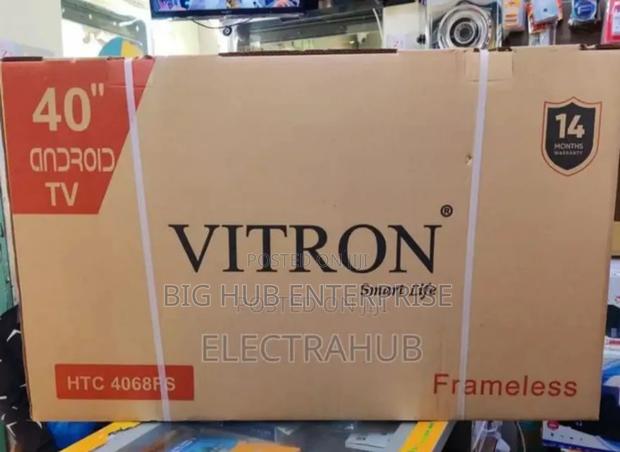 40"
ANDROID
TV
14
MONTHS
WARRANTY
VITRON®
Smart Life
POSTED ON JIJI
BIG HUB ENTERPRISE
POSTED ON JIJI
ELECTRAHUB
HTC 4068FS
Frameless